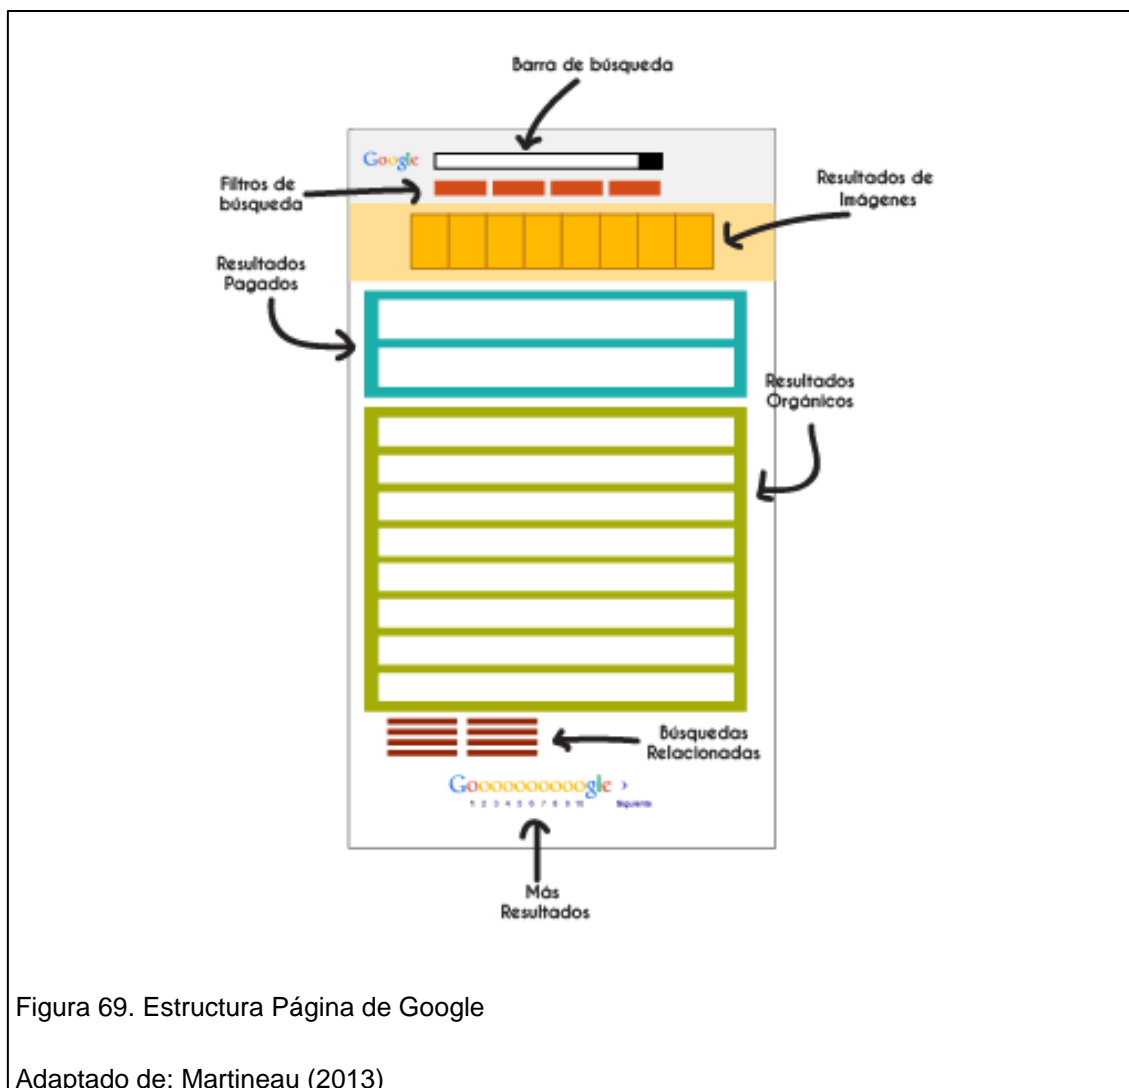 Barra de búsqueda
Google
Filtros de
búsqueda
Resultados de
Imágenes
Resultados
Pagados
Resultados
Orgánicos
Búsquedas
Relacionadas
Goooooooooogle >
1 2 3 4 5 6 7 8 9 10 Siguiente
Más
Resultados
Figura 69. Estructura Página de Google
Adaptado de: Martineau (2013)